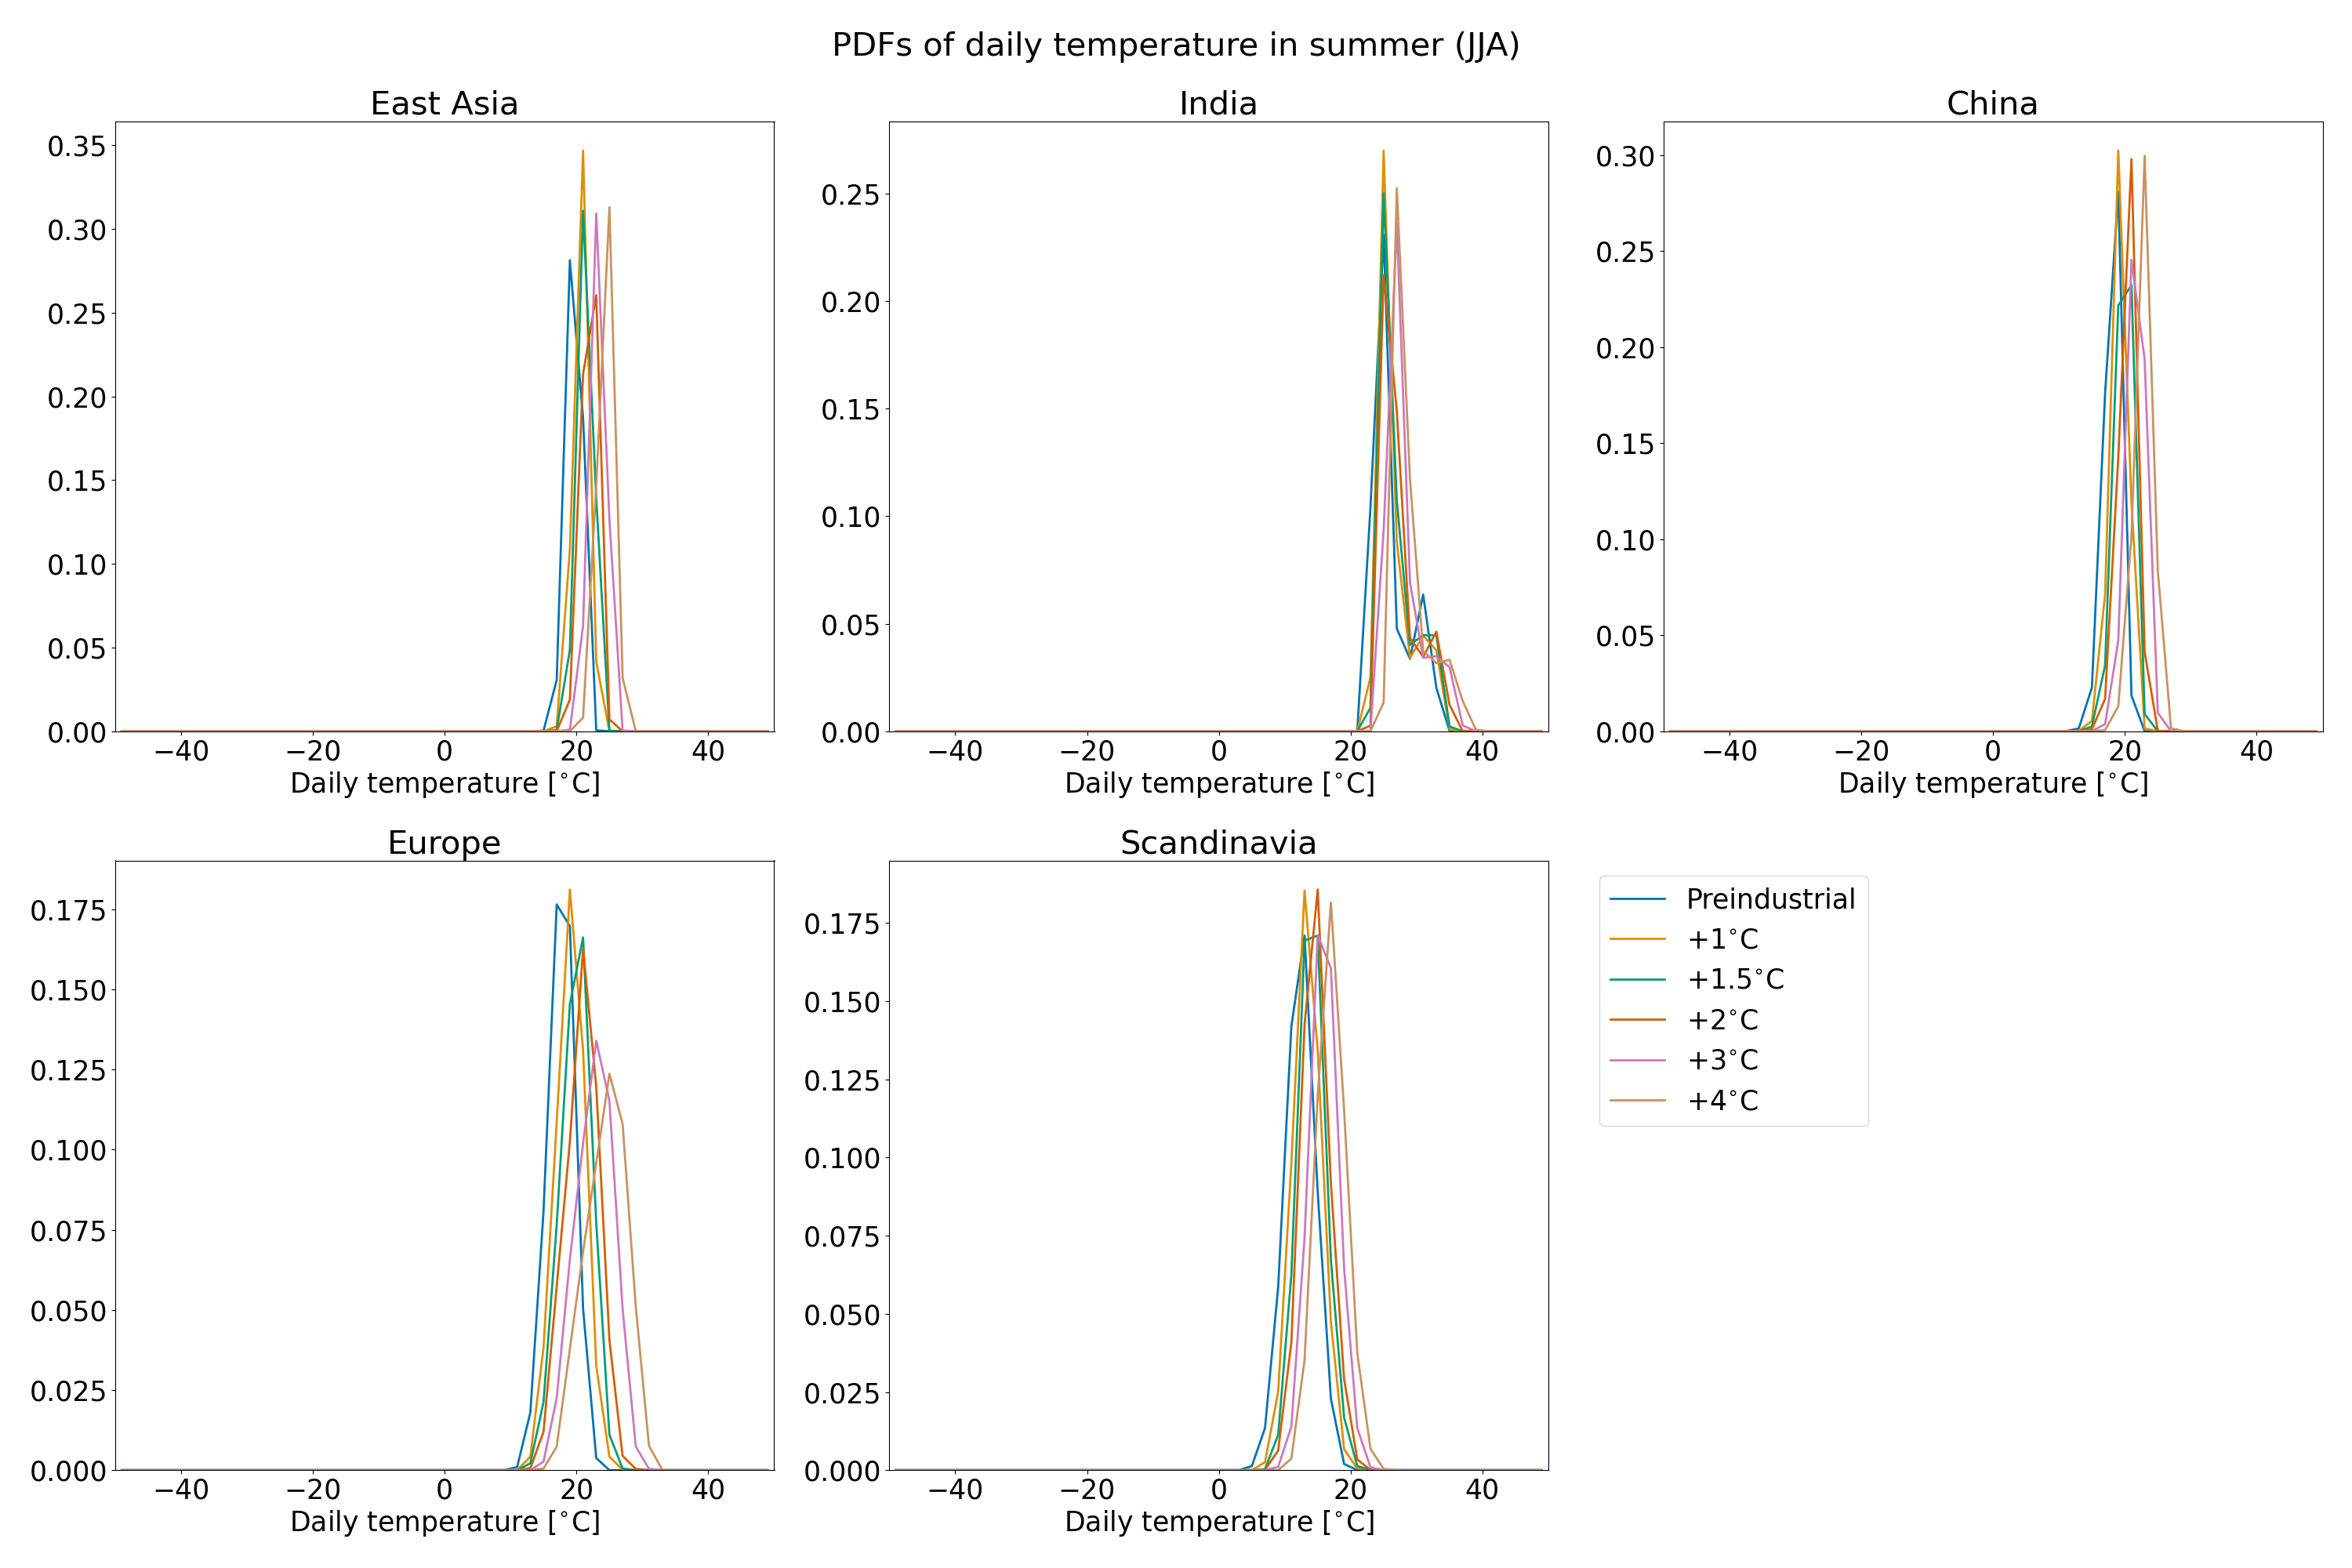 PDFs of daily temperature in summer (JJA)
East Asia
0.35
0.30
0.25
0.20
0.15
0.10
0.05
0.00
−40 −20 0 20 40
Daily temperature [°C]
India
0.25
0.20
0.15
0.10
0.05
0.00
−40 −20 0 20 40
Daily temperature [°C]
China
0.30
0.25
0.20
0.15
0.10
0.05
0.00
−40 −20 0 20 40
Daily temperature [°C]
Europe
0.175
0.150
0.125
0.100
0.075
0.050
0.025
0.000
−40 −20 0 20 40
Daily temperature [°C]
Scandinavia
0.175
0.150
0.125
0.100
0.075
0.050
0.025
0.000
−40 −20 0 20 40
Daily temperature [°C]
Preindustrial
+1°C
+1.5°C
+2°C
+3°C
+4°C